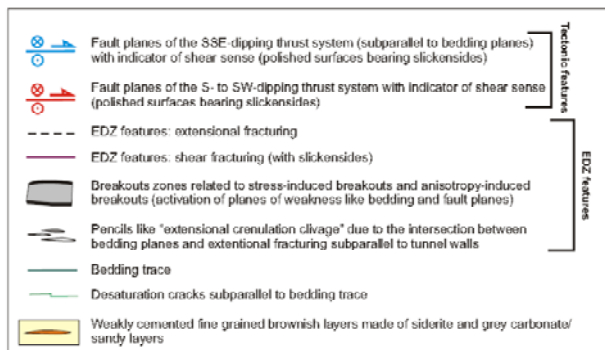 Fault planes of the SSE-dipping thrust system (subparallel to bedding planes)
with indicator of shear sense (polished surfaces bearing slickensides)
Fault planes of the S- to SW-dipping thrust system with indicator of shear sense
(polished surfaces bearing slickensides)
Tectonic features
EDZ features: extensional fracturing
EDZ features: shear fracturing (with slickensides)
Breakouts zones related to stress-induced breakouts and anisotropy-induced
breakouts (activation of planes of weakness like bedding and fault planes)
Pencils like "extensional crenulation clivage" due to the intersection between
bedding planes and extentional fracturing subparallel to tunnel walls
EDZ features
Bedding trace
Desaturation cracks subparallel to bedding trace
Weakly cemented fine grained brownish layers made of siderite and grey carbonate/
sandy layers